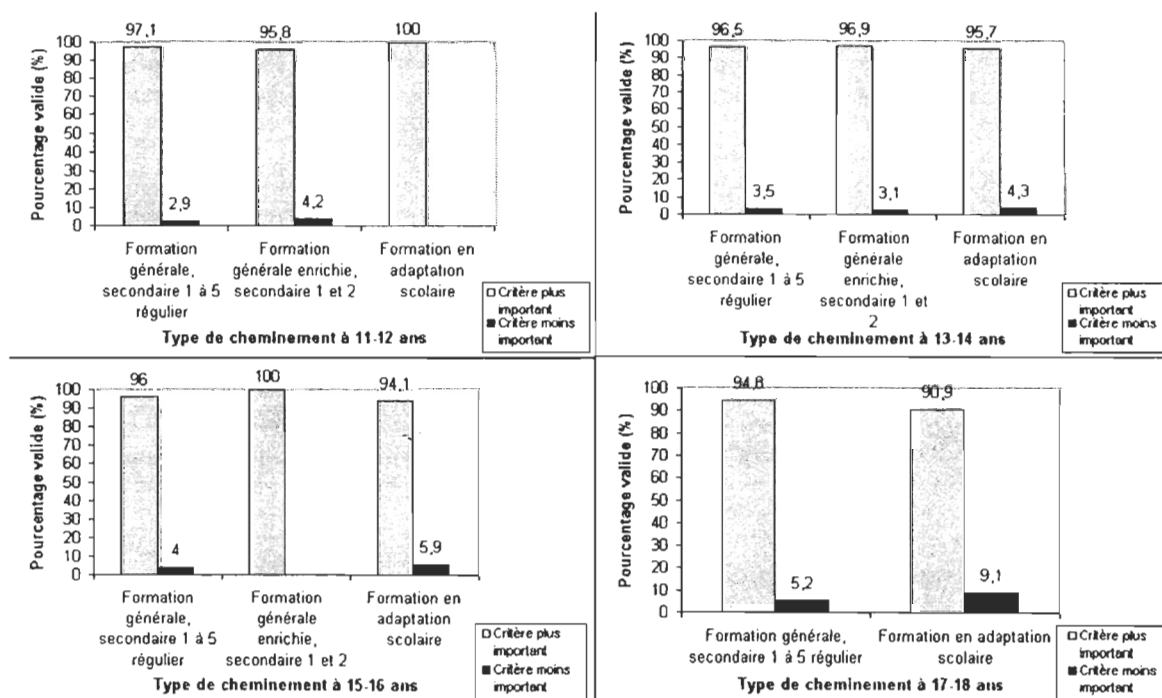 97,1
95,8
100
100
90
80
70
60
50
40
30
20
10
0
Pourcentage valide (%)
2,9
4,2
Formation
générale,
secondaire 1 à 5
régulier
Formation
générale enrichie,
secondaire 1 et 2
Formation en
adaptation
scolaire
Type de cheminement à 11-12 ans
Critère plus
important
Critère moins
important
96,5
96,9
95,7
100
90
80
70
60
50
40
30
20
10
0
Pourcentage valide (%)
3,5
3,1
4,3
Formation
générale,
secondaire 1 à 5
régulier
Formation
générale
enrichie,
secondaire 1 et
2
Formation en
adaptation
scolaire
Type de cheminement à 13-14 ans
Critère plus
important
Critère moins
important
96
100
94,1
100
90
80
70
60
50
40
30
20
10
0
Pourcentage valide (%)
4
5,9
Formation
générale,
secondaire 1 à 5
régulier
Formation
générale
enrichie,
secondaire 1 et 2
Formation en
adaptation
scolaire
Type de cheminement à 15-16 ans
Critère plus
important
Critère moins
important
94,8
90,9
100
90
80
70
60
50
40
30
20
10
0
Pourcentage valide (%)
5,2
9,1
Formation générale,
secondaire 1 à 5 régulier
Formation en adaptation
scolaire
Type de cheminement à 17-18 ans
Critère plus
important
Critère moins
important